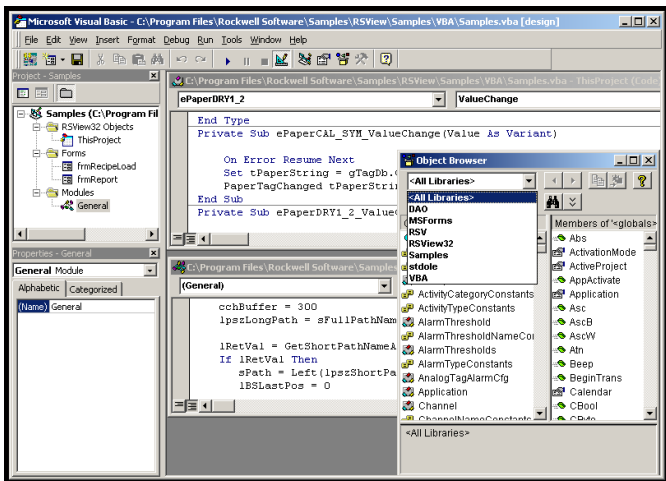 Microsoft Visual Basic - C:\Program Files\Rockwell Software\Samples\RSView\Samples\VBA\Samples.vba [design]
File Edit View Insert Format Debug Run Tools Window Help
Project - Samples
Samples (C:\Program Fil
RSView32 Objects
ThisProject
Forms
frmRecipeLoad
frmReport
Modules
General
Properties - General
General Module
Alphabetic Categorized
(Name) General
C:\Program Files\Rockwell Software\Samples\RSView\Samples\VBA\Samples.vba - ThisProject (Code
ePaperDRY1_2 ValueChange
End Type
Private Sub ePaperCAL_SYM_ValueChange(Value As Variant)
On Error Resume Next
Set tPaperString = gTagDb.
PaperTagChanged tPaperStri
End Sub
Private Sub ePaperDRY1_2_Value
C:\Program Files\Rockwell Software\Sample
(General)
cchBuffer = 300
lpszLongPath = sFullPathNam
lRetVal = GetShortPathNameA
If lRetVal Then
sPath = Left(lpszShortPa
lBSLastPos = 0
Object Browser
<All Libraries>
<All Libraries>
DAO
MSForms
RSV
RSView32
Samples
stdole
VBA
ActivityCategoryConstants
ActivityTypeConstants
AlarmThreshold
AlarmThresholdNameCor
AlarmThresholds
AlarmTypeConstants
AnalogTagAlarmCfg
Application
Channel
ChannelNameConstants
Members of '<globals>
Abs
ActivationMode
ActiveProject
AppActivate
Application
Asc
AscB
AscW
Atn
Beep
BeginTrans
Calendar
CBool
CByte
<All Libraries>